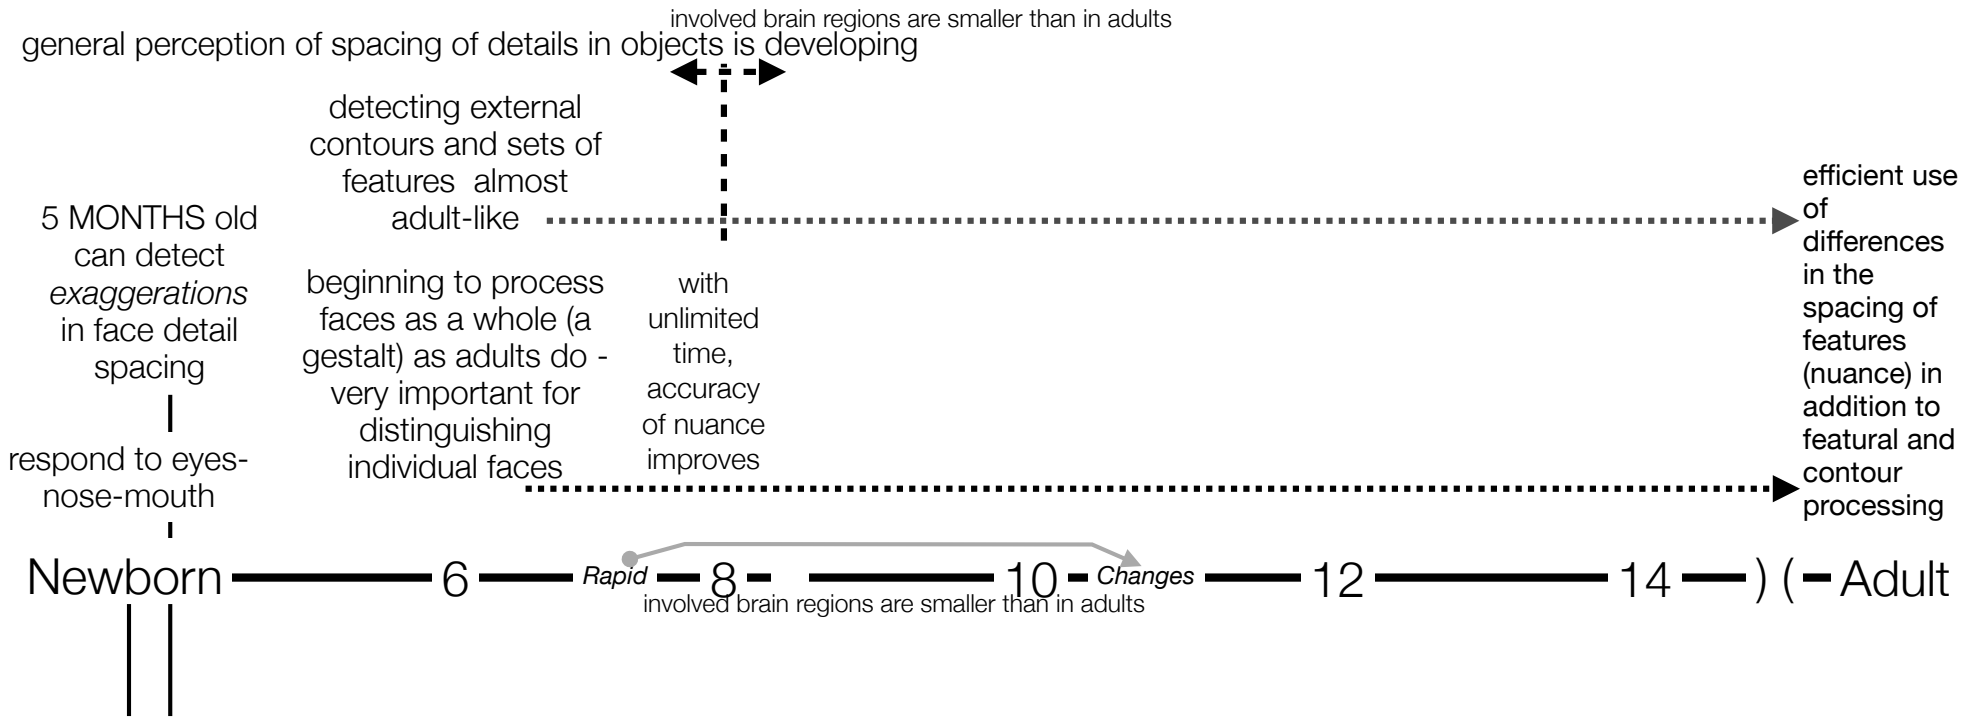 involved brain regions are smaller than in adults
general perception of spacing of details in objects is developing
detecting external
contours and sets of
features almost
adult-like
5 MONTHS old
can detect
exaggerations
in face detail
spacing
respond to eyes-
nose-mouth
beginning to process
faces as a whole (a
gestalt) as adults do -
very important for
distinguishing
individual faces
with
unlimited
time,
accuracy
of nuance
improves
efficient use
of
differences
in the
spacing of
features
(nuance) in
addition to
featural and
contour
processing
Newborn 6 Rapid 8 10 Changes 12 14 ) ( Adult
involved brain regions are smaller than in adults